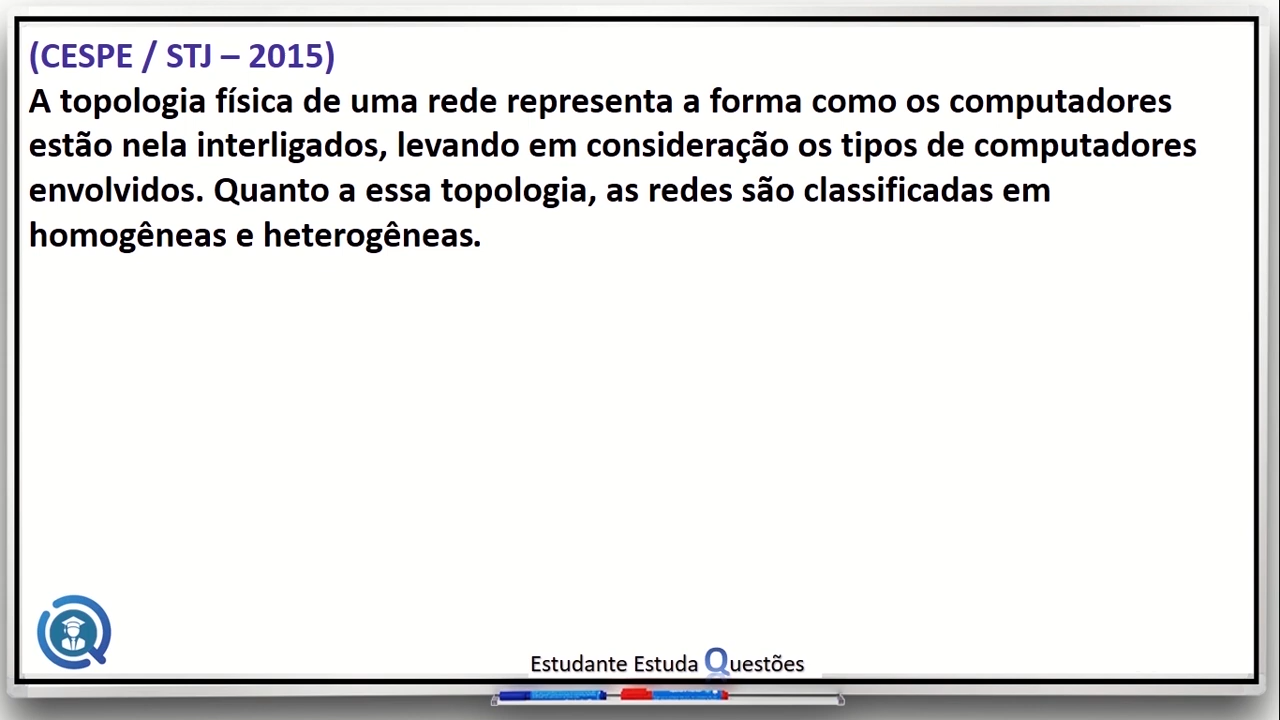 (CESPE / STJ – 2015)
A topologia física de uma rede representa a forma como os computadores
estão nela interligados, levando em consideração os tipos de computadores
envolvidos. Quanto a essa topologia, as redes são classificadas em
homogêneas e heterogêneas.
Estudante Estuda Questões